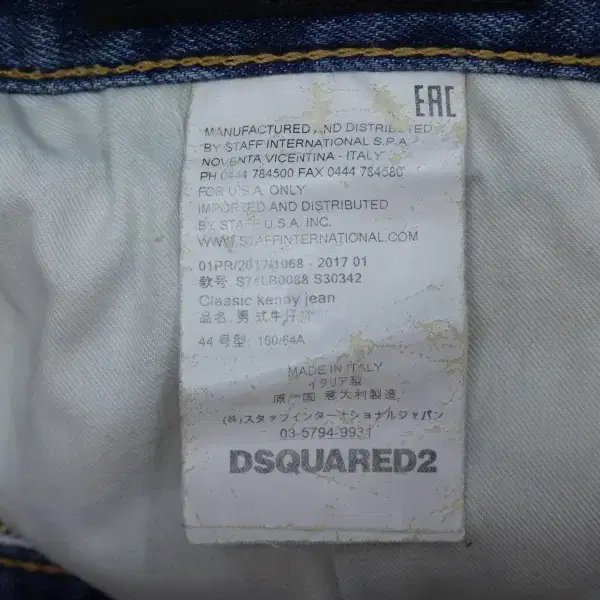 EAC
MANUFACTURED AND DISTRIBUTED
BY STAFF INTERNATIONAL S.P.A.
NOVENTA VICENTINA - ITALY
PH 0444 784500 FAX 0444 784580
FOR U.S.A. ONLY
IMPORTED AND DISTRIBUTED
BY STAFF U.S.A. INC.
WWW.STAFFINTERNATIONAL.COM
01PR/2017/1068 - 2017 01
款号 S74LB0088 S30342
Classic kenny jean
品名: 男式牛仔
44 号型: 160/64A
MADE IN ITALY
イタリア製
原 国 意大利製造
(株)スタッフインターナショナルジャパン
03-5794-9931
DSQUARED2